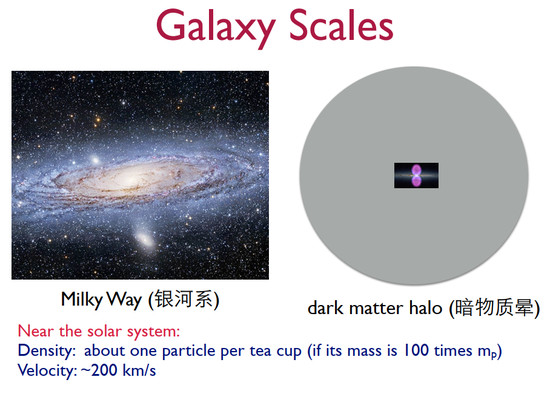 Galaxy Scales
Milky Way (银河系)
dark matter halo (暗物质晕)
Near the solar system:
Density: about one particle per tea cup (if its mass is 100 times mp)
Velocity: ~200 km/s